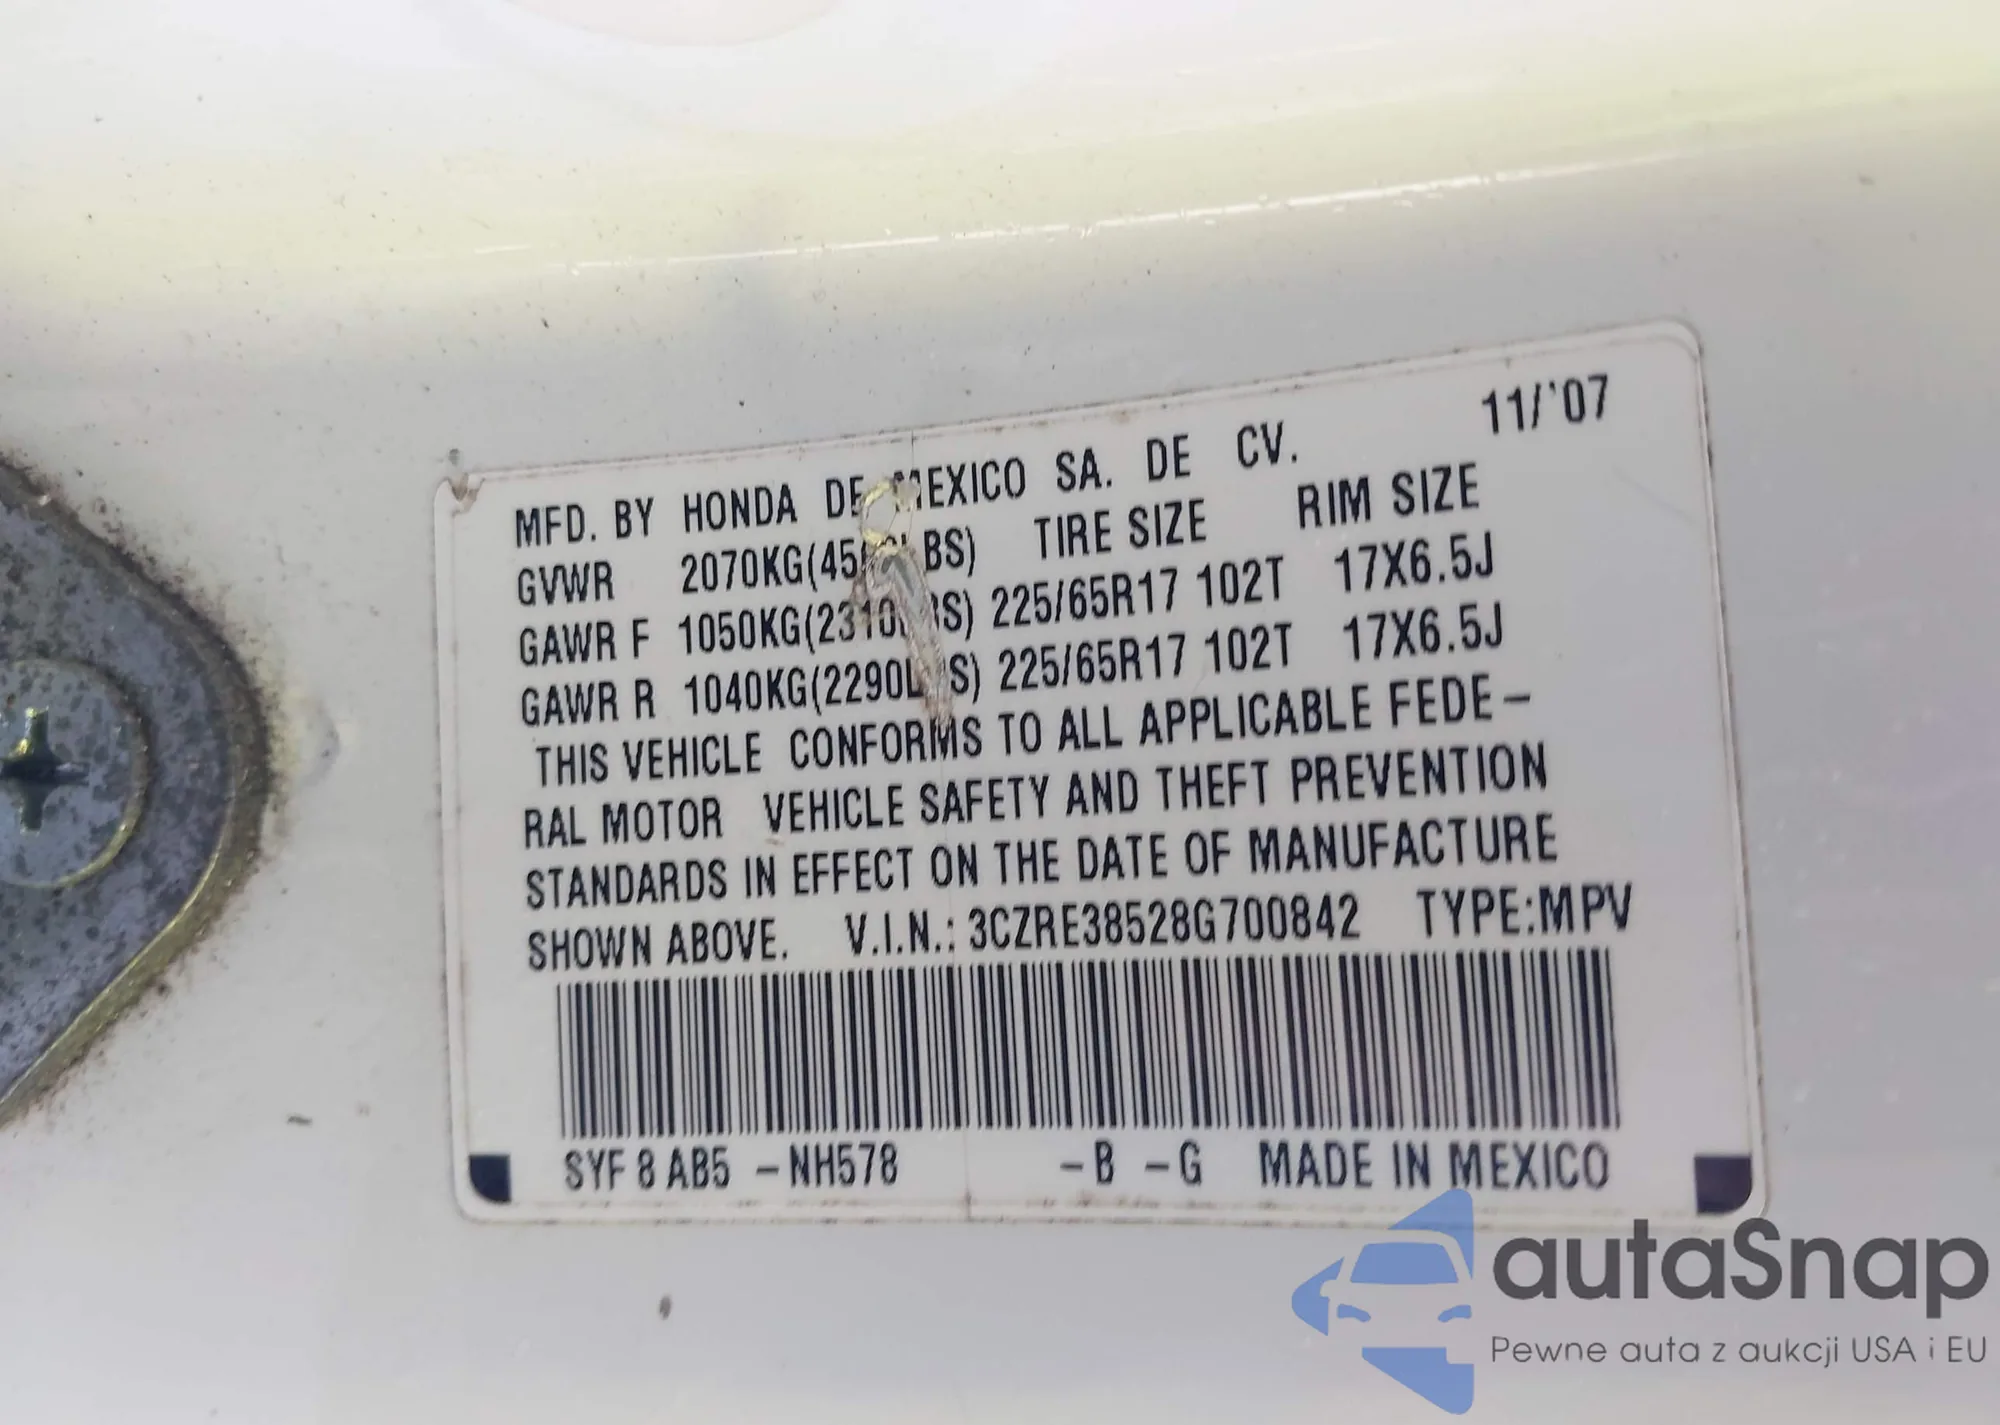 11/'07
MFD. BY HONDA DE MEXICO SA. DE CV.
GVWR 2070KG( BS) TIRE SIZE RIM SIZE
GAWR F 1050KG(2310 S) 225/65R17 102T 17X6.5J
GAWR R 1040KG(2290L S) 225/65R17 102T 17X6.5J
THIS VEHICLE CONFORMS TO ALL APPLICABLE FEDE-
RAL MOTOR VEHICLE SAFETY AND THEFT PREVENTION
STANDARDS IN EFFECT ON THE DATE OF MANUFACTURE
SHOWN ABOVE. V.I.N.: 3CZRE38528G700842 TYPE:MPV
SYF 8 AB5 -NH578 -B -G MADE IN MEXICO
autaSnap
Pewne auta z aukcji USA i EU